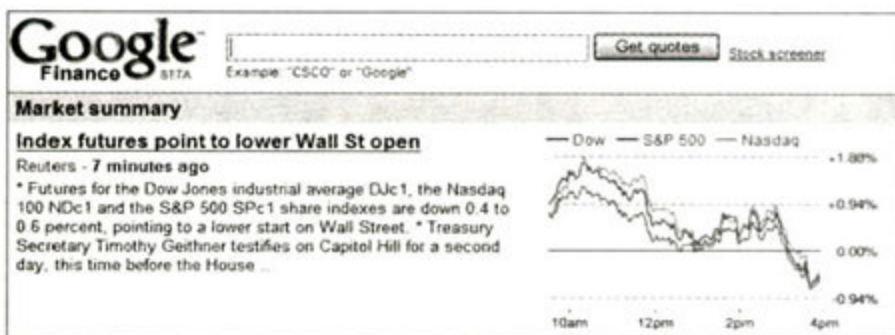 Google
Finance BETA
Get quotes
Stock screener
Example: "CSCO" or "Google"
Market summary
Index futures point to lower Wall St open
Reuters - 7 minutes ago
* Futures for the Dow Jones industrial average DJc1, the Nasdaq
100 NDc1 and the S&P 500 SPc1 share indexes are down 0.4 to
0.6 percent, pointing to a lower start on Wall Street. * Treasury
Secretary Timothy Geithner testifies on Capitol Hill for a second
day, this time before the House ...
Dow S&P 500 Nasdaq
+1.88%
+0.94%
0.00%
-0.94%
10am 12pm 2pm 4pm